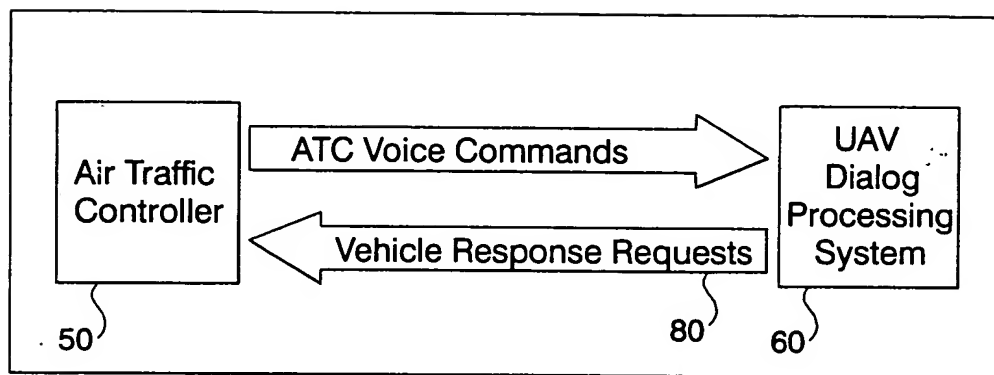 Air Traffic
Controller
ATC Voice Commands
Vehicle Response Requests
UAV
Dialog
Processing
System
50
80
60